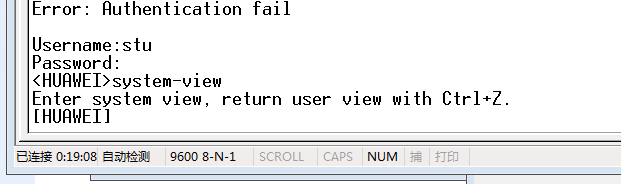 Error: Authentication fail
Username:stu
Password:
<HUAWEI>system-view
Enter system view, return user view with Ctrl+Z.
[HUAWEI]
已连接 0:19:08 自动检测 9600 8-N-1 SCROLL CAPS NUM 捕 打印